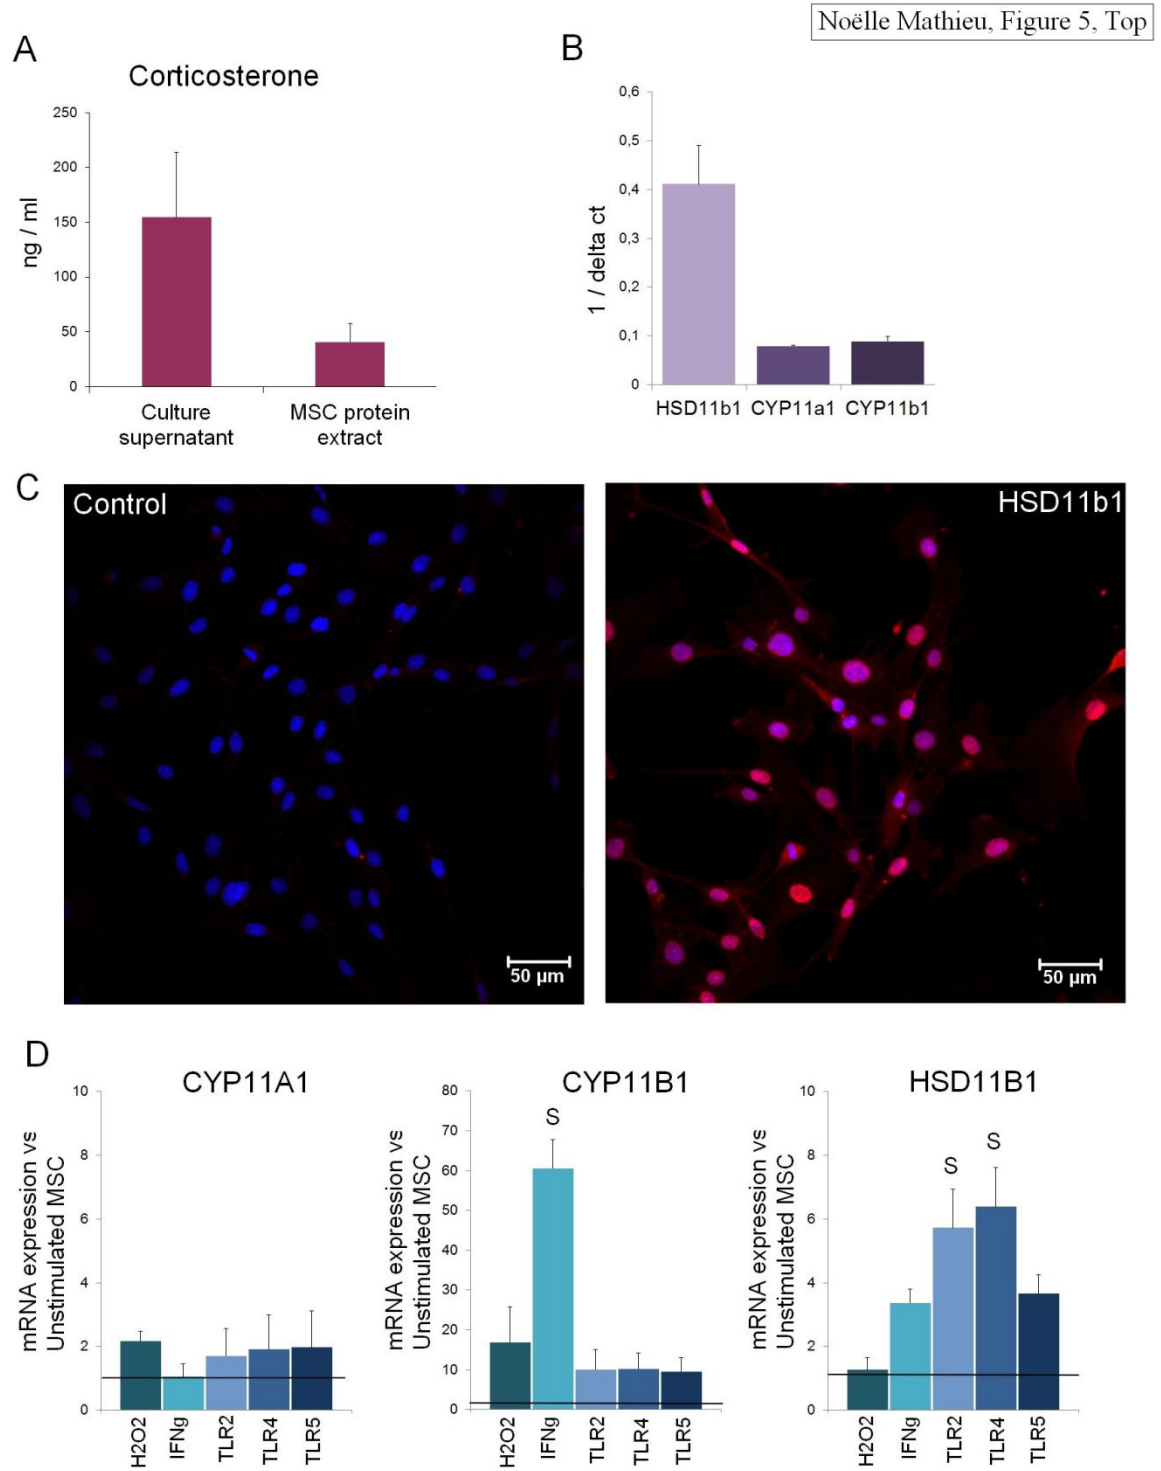 Noëlle Mathieu, Figure 5, Top
A
Corticosterone
250
200
150
100
50
0
ng / ml
Culture
supernatant
MSC protein
extract
B
0,6
0,5
0,4
0,3
0,2
0,1
0
1 / delta ct
HSD11b1
CYP11a1
CYP11b1
C
Control
50 µm
HSD11b1
50 µm
D
CYP11A1
mRNA expression vs
Unstimulated MSC
10
8
6
4
2
0
H2O2
IFNg
TLR2
TLR4
TLR5
CYP11B1
mRNA expression vs
Unstimulated MSC
80
70
60
50
40
30
20
10
0
S
H2O2
IFNg
TLR2
TLR4
TLR5
HSD11B1
mRNA expression vs
Unstimulated MSC
10
8
6
4
2
0
S
S
H2O2
IFNg
TLR2
TLR4
TLR5